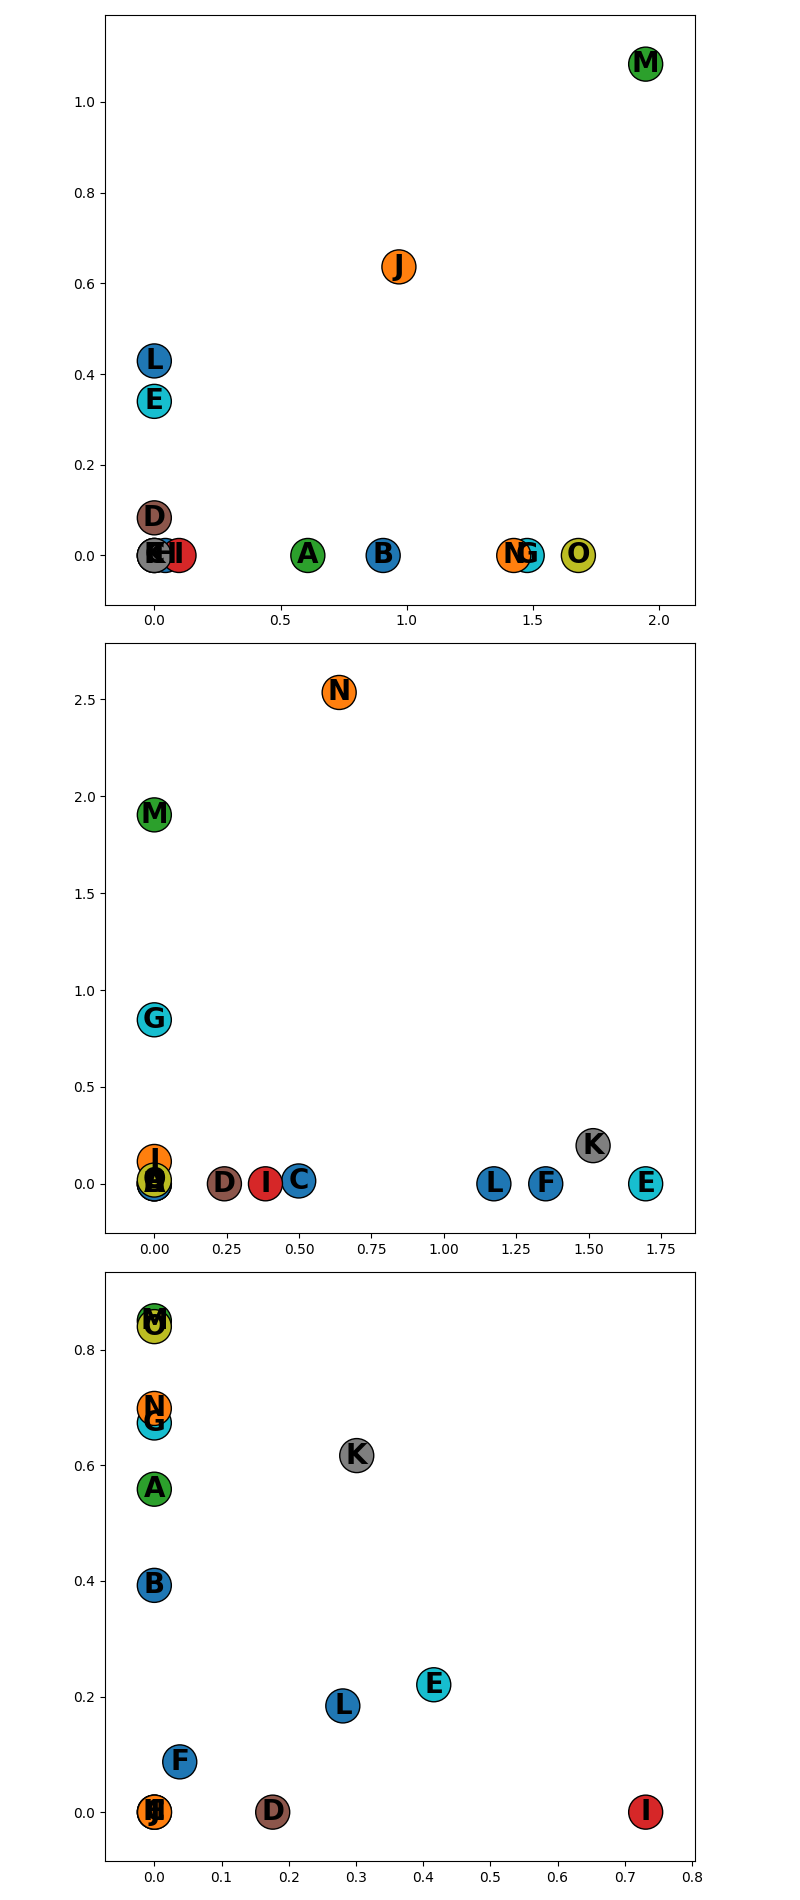 M
1.0
0.8
J
0.6
L
0.4
E
0.2
D
0.0
H I A B N G O
0.0 0.5 1.0 1.5 2.0
N
2.5
M
2.0
1.5
1.0
G
0.5
K
J
0.0
D I C L F E
0.00 0.25 0.50 0.75 1.00 1.25 1.50 1.75
M
O
0.8
N
G
K
0.6
A
B
0.4
E
0.2
L
F
0.0
J D I
0.0 0.1 0.2 0.3 0.4 0.5 0.6 0.7 0.8